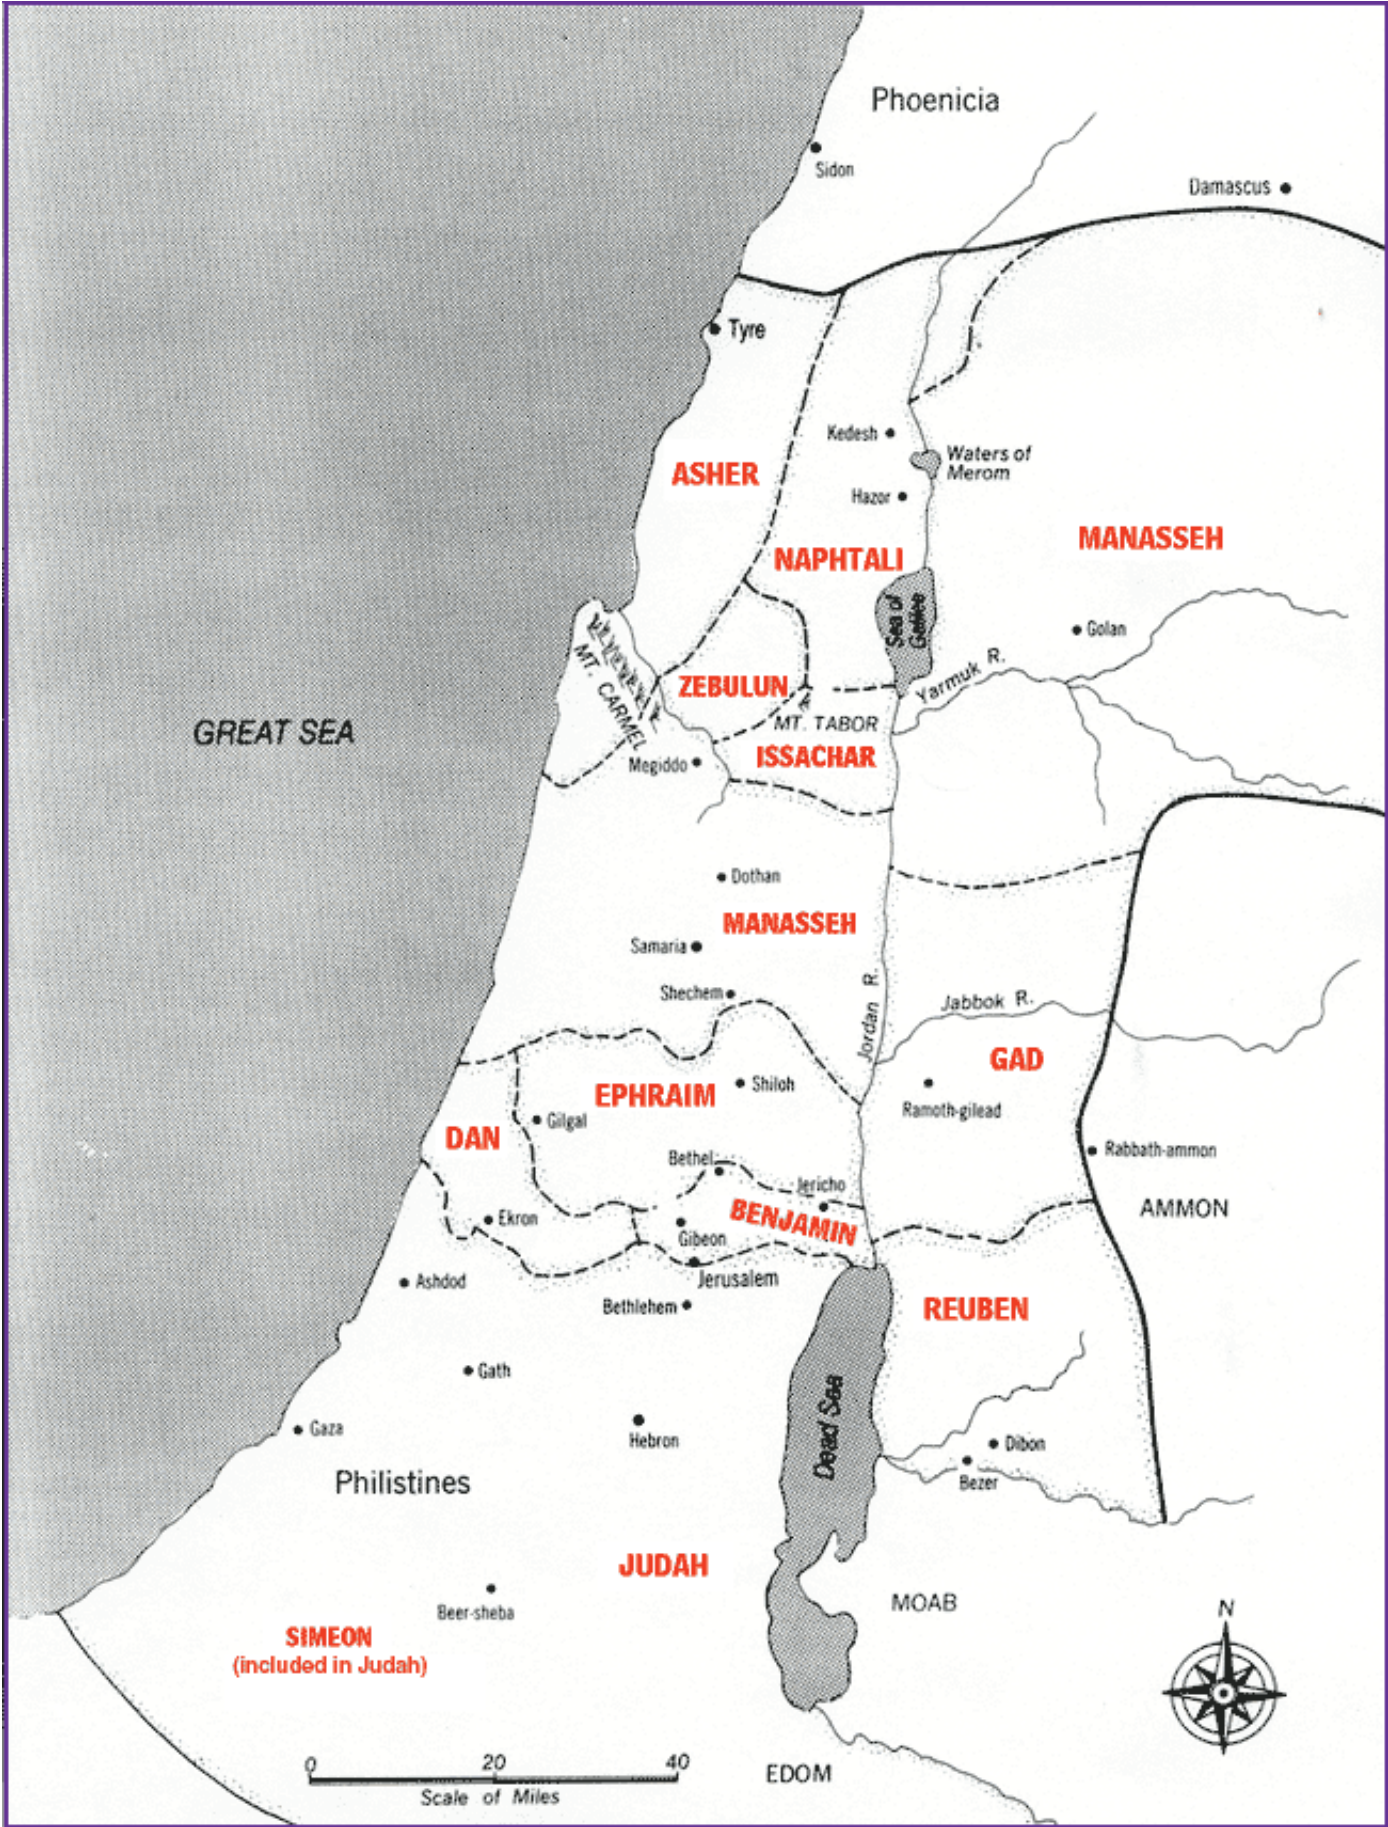 Phoenicia
Sidon
Damascus
Tyre
Kedesh
Waters of
Merom
ASHER
Hazor
MANASSEH
NAPHTALI
Sea of
Galilee
Golan
Yarmuk R.
MT. CARMEL
ZEBULUN
MT. TABOR
GREAT SEA
ISSACHAR
Megiddo
Dothan
MANASSEH
Samaria
Shechem
Jordan R.
Jabbok R.
GAD
EPHRAIM
Shiloh
Ramoth-gilead
Gilgal
DAN
Rabbath-ammon
Bethel
Jericho
AMMON
BENJAMIN
Ekron
Gibeon
Jerusalem
Ashdod
Bethlehem
REUBEN
Gath
Dead Sea
Gaza
Hebron
Dibon
Bezer
Philistines
JUDAH
MOAB
Beer-sheba
N
SIMEON
(included in Judah)
0 20 40
Scale of Miles
EDOM